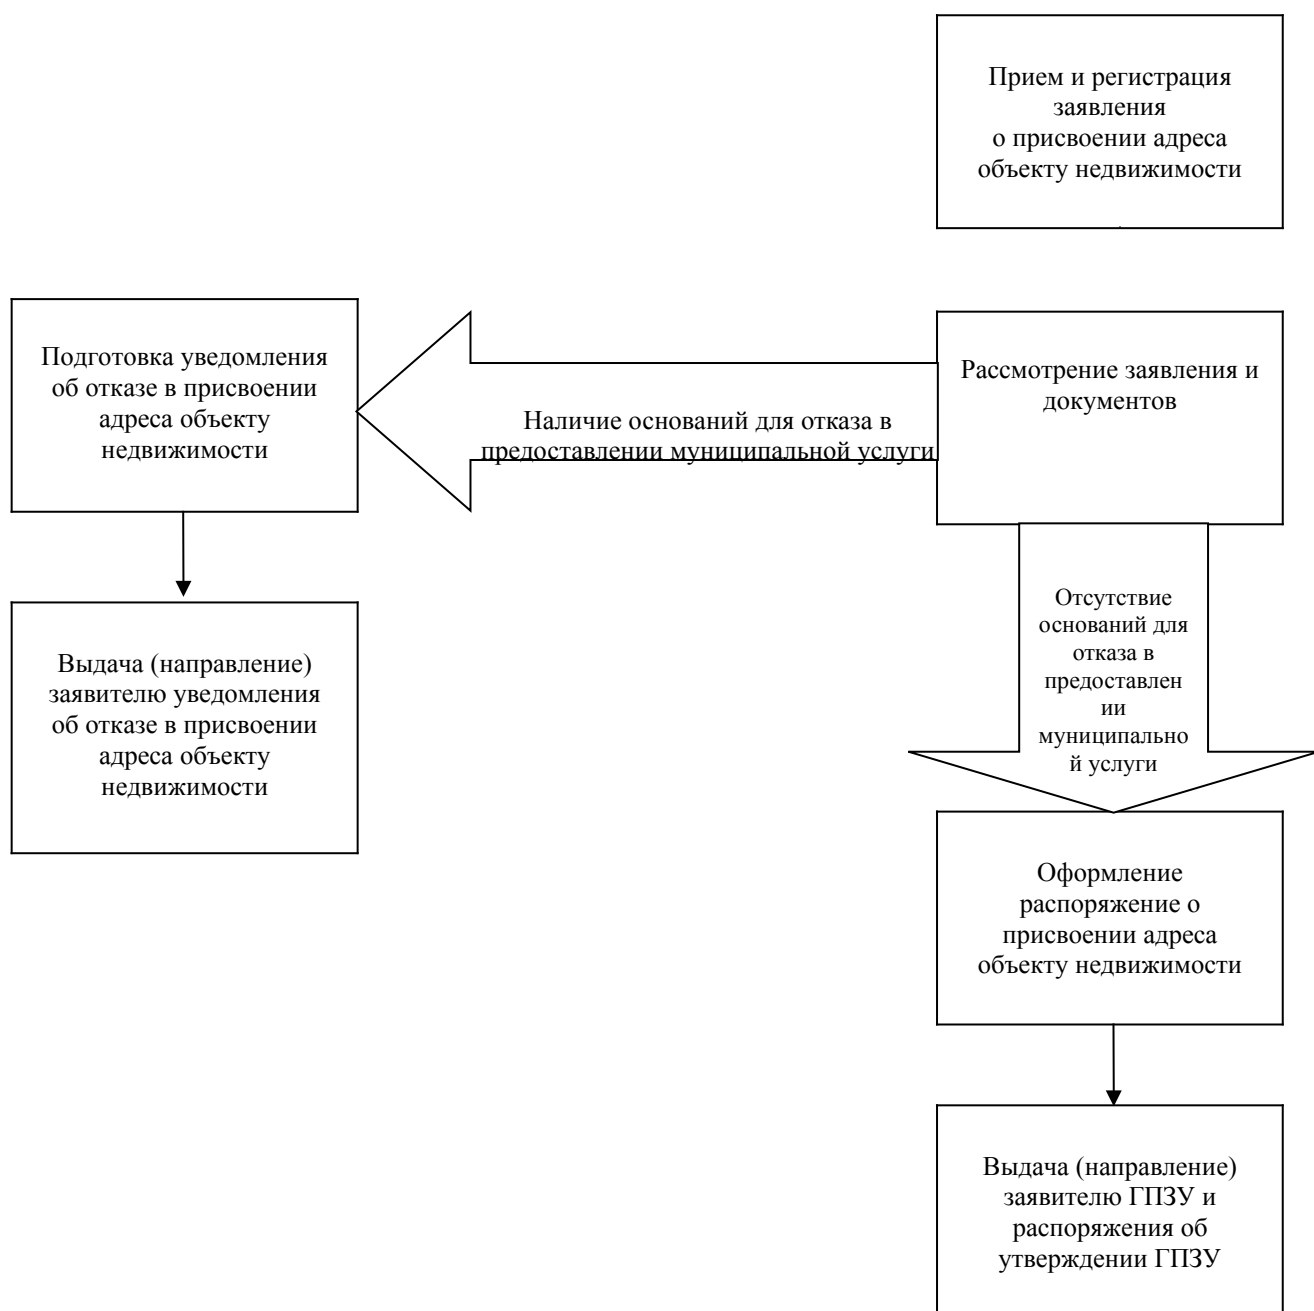 Прием и регистрация
заявления
о присвоении адреса
объекту недвижимости
Подготовка уведомления
об отказе в присвоении
адреса объекту
недвижимости
Наличие оснований для отказа в
предоставлении муниципальной услуги
Рассмотрение заявления и
документов
Выдача (направление)
заявителю уведомления
об отказе в присвоении
адреса объекту
недвижимости
Отсутствие
оснований для
отказа в
предоставлен
ии
муниципально
й услуги
Оформление
распоряжение о
присвоении адреса
объекту недвижимости
Выдача (направление)
заявителю ГПЗУ и
распоряжения об
утверждении ГПЗУ